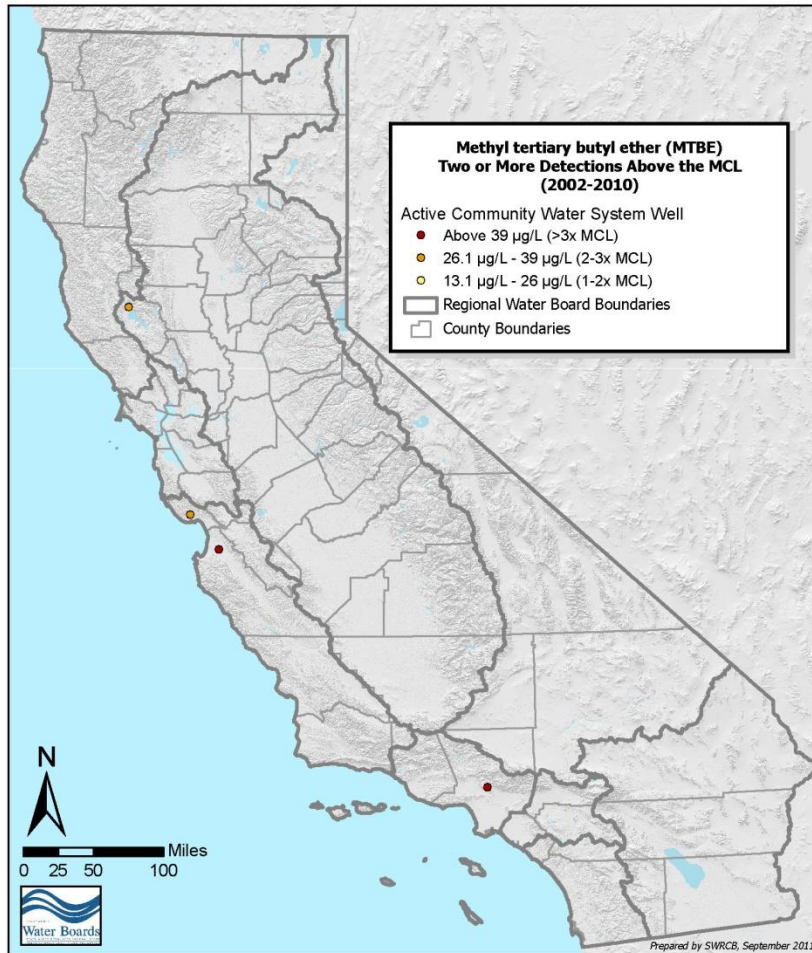 Methyl tertiary butyl ether (MTBE)
Two or More Detections Above the MCL
(2002-2010)
Active Community Water System Well
Above 39 µg/L (>3x MCL)
26.1 µg/L - 39 µg/L (2-3x MCL)
13.1 µg/L - 26 µg/L (1-2x MCL)
Regional Water Board Boundaries
County Boundaries
N
Miles
0 25 50 100
Water Boards
Prepared by SWRCB, September 2011